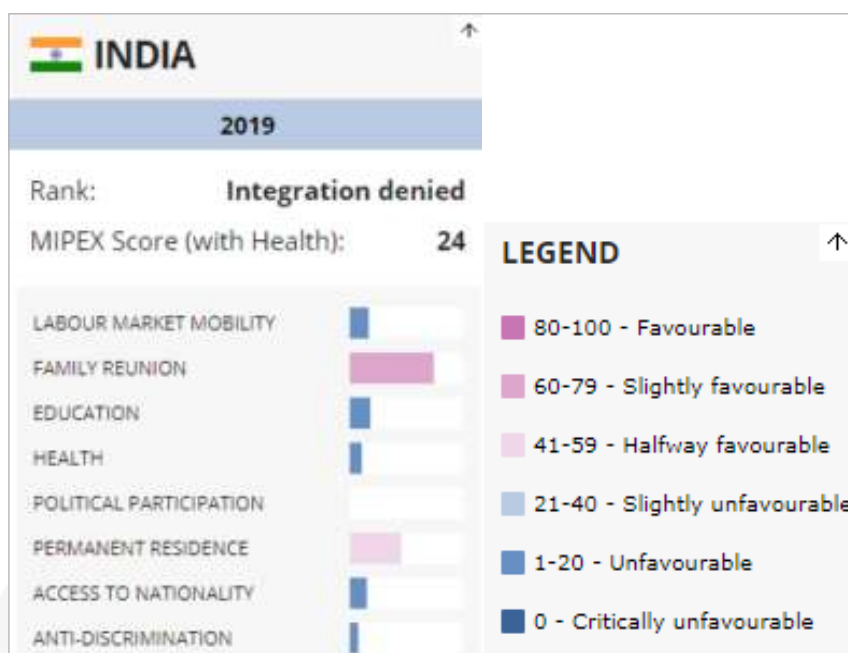 INDIA
2019
Rank: Integration denied
MIPEX Score (with Health): 24
LABOUR MARKET MOBILITY
FAMILY REUNION
EDUCATION
HEALTH
POLITICAL PARTICIPATION
PERMANENT RESIDENCE
ACCESS TO NATIONALITY
ANTI-DISCRIMINATION
LEGEND
80-100 - Favourable
60-79 - Slightly favourable
41-59 - Halfway favourable
21-40 - Slightly unfavourable
1-20 - Unfavourable
0 - Critically unfavourable